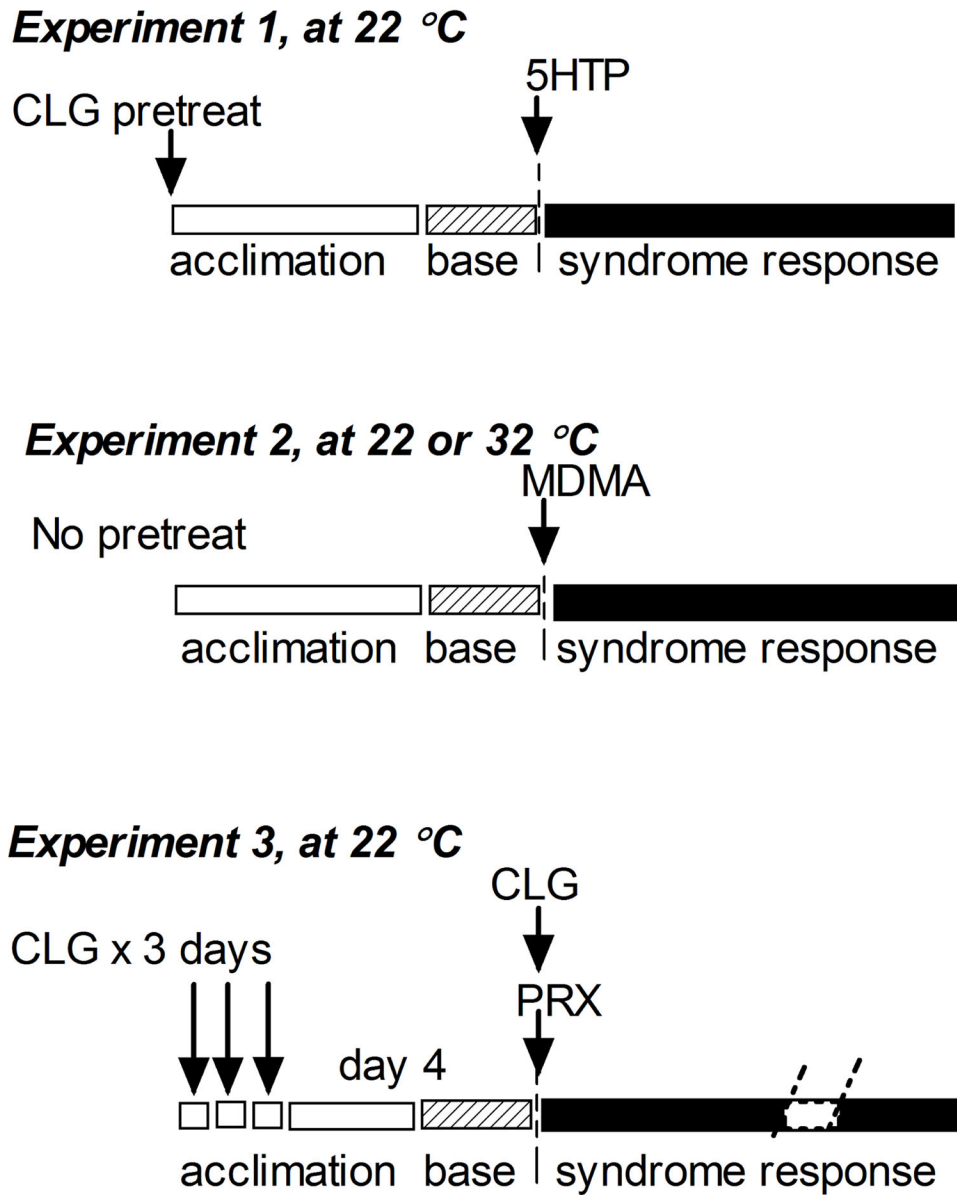 Experiment 1, at 22 °C
5HTP
CLG pretreat
acclimation base syndrome response
Experiment 2, at 22 or 32 °C
MDMA
No pretreat
acclimation base syndrome response
Experiment 3, at 22 °C
CLG
CLG x 3 days
PRX
day 4
acclimation base syndrome response